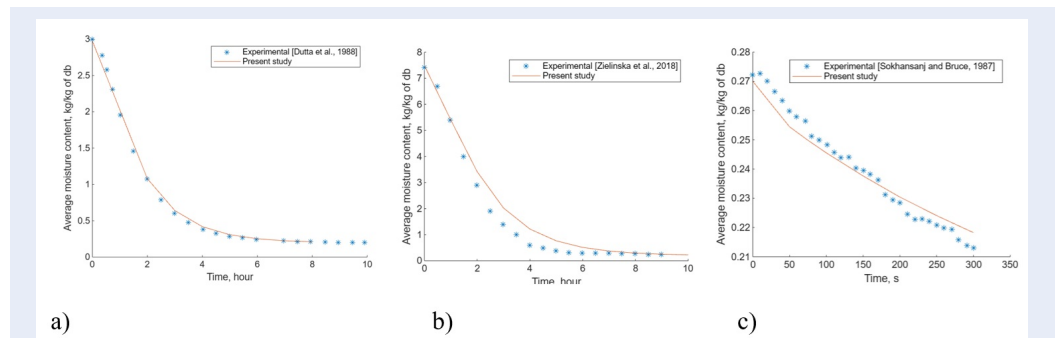 3
2.5
2
1.5
1
0.5
0
0 2 4 6 8 10
Average moisture content, kg/kg of db
Time, hour
Experimental [Dutta et al., 1988]
Present study
a)
8
7
6
5
4
3
2
1
0
0 2 4 6 8 10
Average moisture content, kg/kg of db
Time, hour
Experimental [Zielinska et al., 2018]
Present study
b)
0.28
0.27
0.26
0.25
0.24
0.23
0.22
0.21
0 50 100 150 200 250 300 350
Average moisture content, kg/kg of db
Time, s
Experimental [Sokhansanj and Bruce, 1987]
Present study
c)